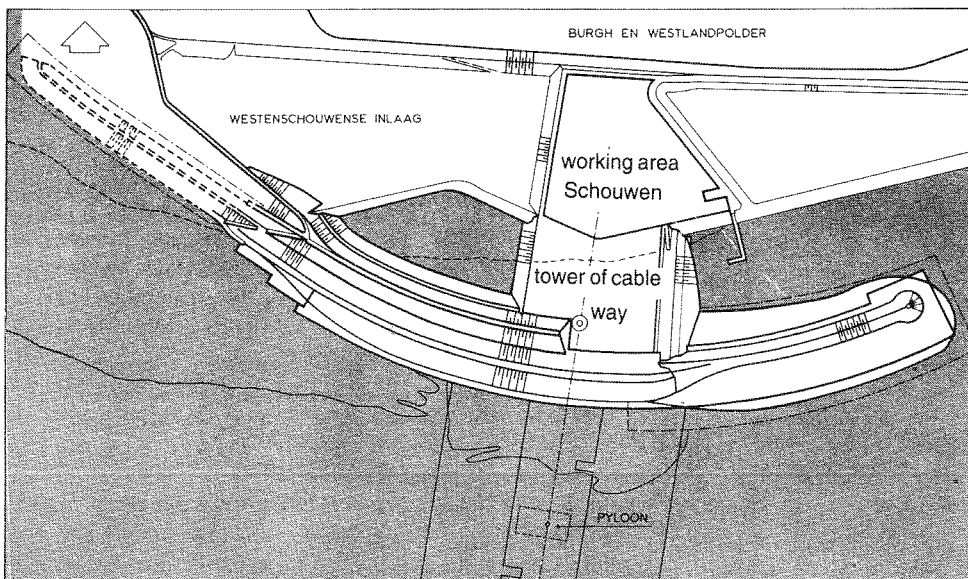 BURGH EN WESTLANDPOLDER
WESTENSCHOUWENSE INLAAG
working area
Schouwen
tower of cable
way
PYLOON